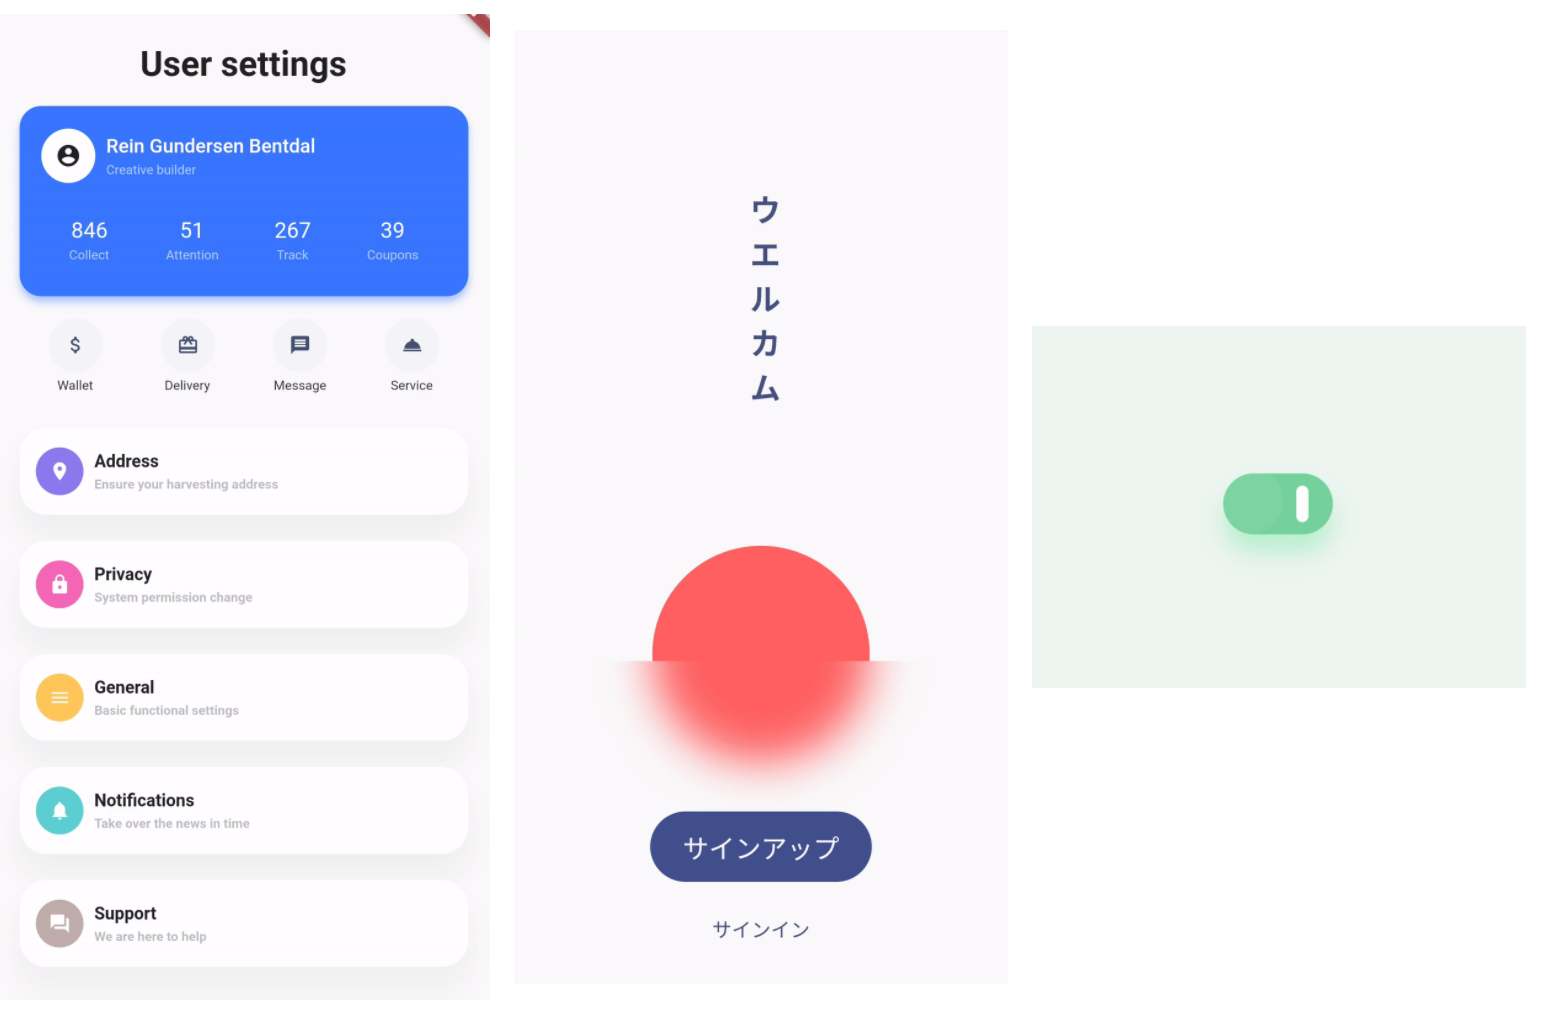 User settings
Rein Gundersen Bentdal
Creative builder
846 51 267 39
Collect Attention Track Coupons
Wallet Delivery Message Service
Address
Ensure your harvesting address
Privacy
System permission change
General
Basic functional settings
Notifications
Take over the news in time
Support
We are here to help
ウエルカム
サインアップ
サインイン